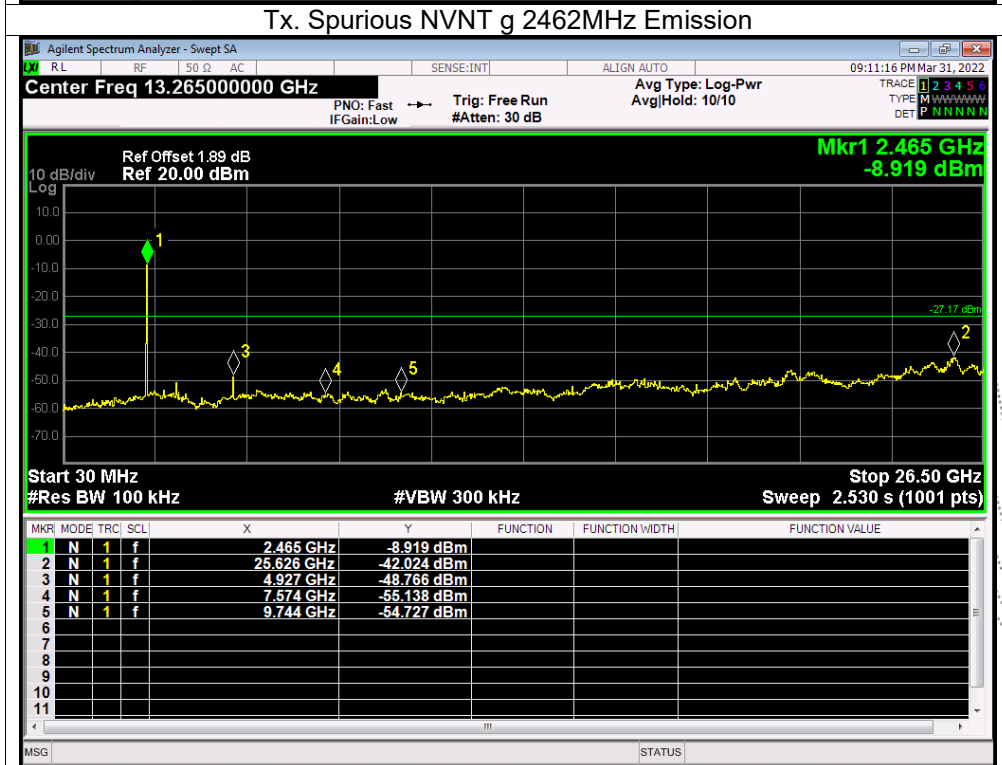 Tx. Spurious NVNT g 2462MHz Emission
Agilent Spectrum Analyzer - Swept SA
LXI RL RF 50 Ω AC SENSE:INT ALIGN AUTO 09:11:16 PM Mar 31, 2022
Center Freq 13.265000000 GHz
PNO: Fast Trig: Free Run Avg Type: Log-Pwr TRACE 1 2 3 4 5 6
IFGain:Low #Atten: 30 dB Avg|Hold: 10/10 TYPE M WWWWW
DET P N N N N N
Ref Offset 1.89 dB Mkr1 2.465 GHz
10 dB/div Ref 20.00 dBm -8.919 dBm
Log
10.0
0.00
1
-10.0
-20.0
-27.17 dBm
-30.0
2
-40.0
3
4
5
-50.0
-60.0
-70.0
Start 30 MHz Stop 26.50 GHz
#Res BW 100 kHz #VBW 300 kHz Sweep 2.530 s (1001 pts)
MKR MODE TRC SCL X Y FUNCTION FUNCTION WIDTH FUNCTION VALUE
1 N 1 f 2.465 GHz -8.919 dBm
2 N 1 f 25.626 GHz -42.024 dBm
3 N 1 f 4.927 GHz -48.766 dBm
4 N 1 f 7.574 GHz -55.138 dBm
5 N 1 f 9.744 GHz -54.727 dBm
6
7
8
9
10
11
MSG STATUS